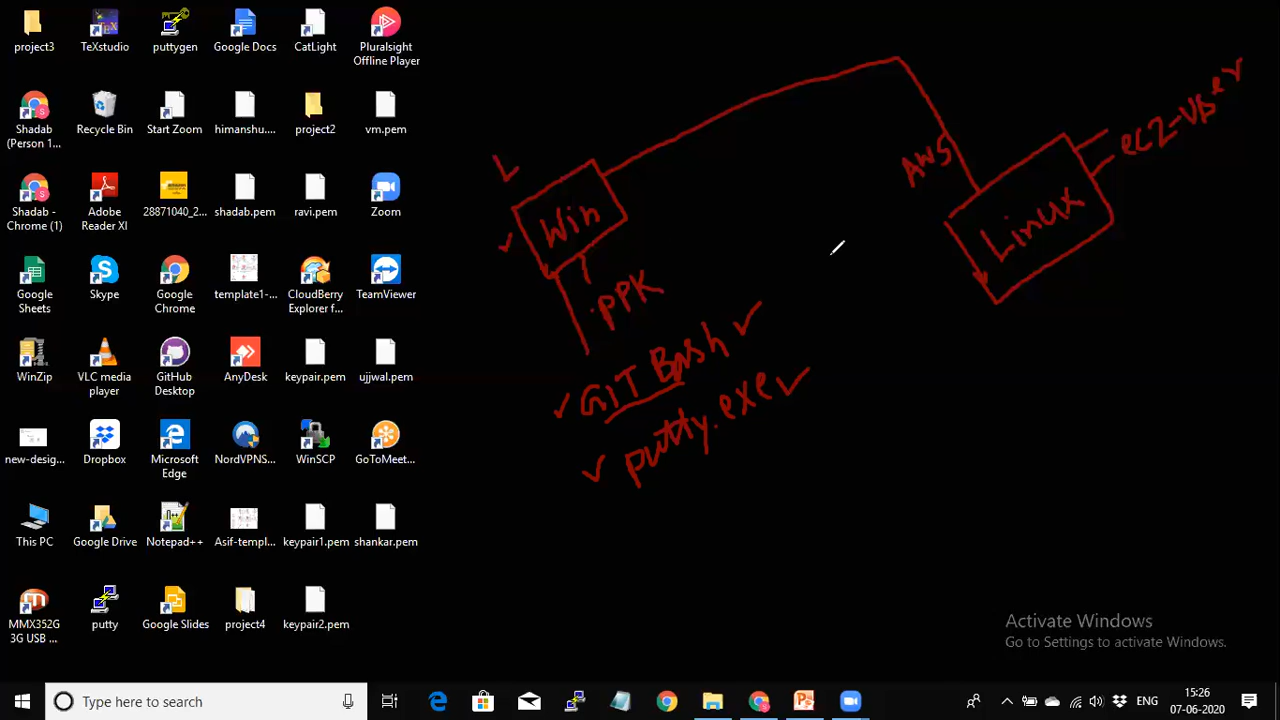 project3
TeXstudio
puttygen
Google Docs
CatLight
Pluralsight
Offline Player
Shadab
(Person 1...
Recycle Bin
Start Zoom
himanshu....
project2
vm.pem
Shadab -
Chrome (1)
Adobe
Reader XI
28871040_2...
shadab.pem
ravi.pem
Zoom
Google
Sheets
Skype
Google
Chrome
template1-...
CloudBerry
Explorer f...
TeamViewer
WinZip
VLC media
player
GitHub
Desktop
AnyDesk
keypair.pem
ujjwal.pem
new-desig...
Dropbox
Microsoft
Edge
NordVPNS...
WinSCP
GoToMeet...
This PC
Google Drive
Notepad++
Asif-templ...
keypair1.pem
shankar.pem
MMX352G
3G USB ...
putty
Google Slides
project4
keypair2.pem
L
Win
.PPK
GIT Bash
putty.exe
AWS
Linux
ec2-user
Activate Windows
Go to Settings to activate Windows.
Type here to search
ENG
15:26
07-06-2020